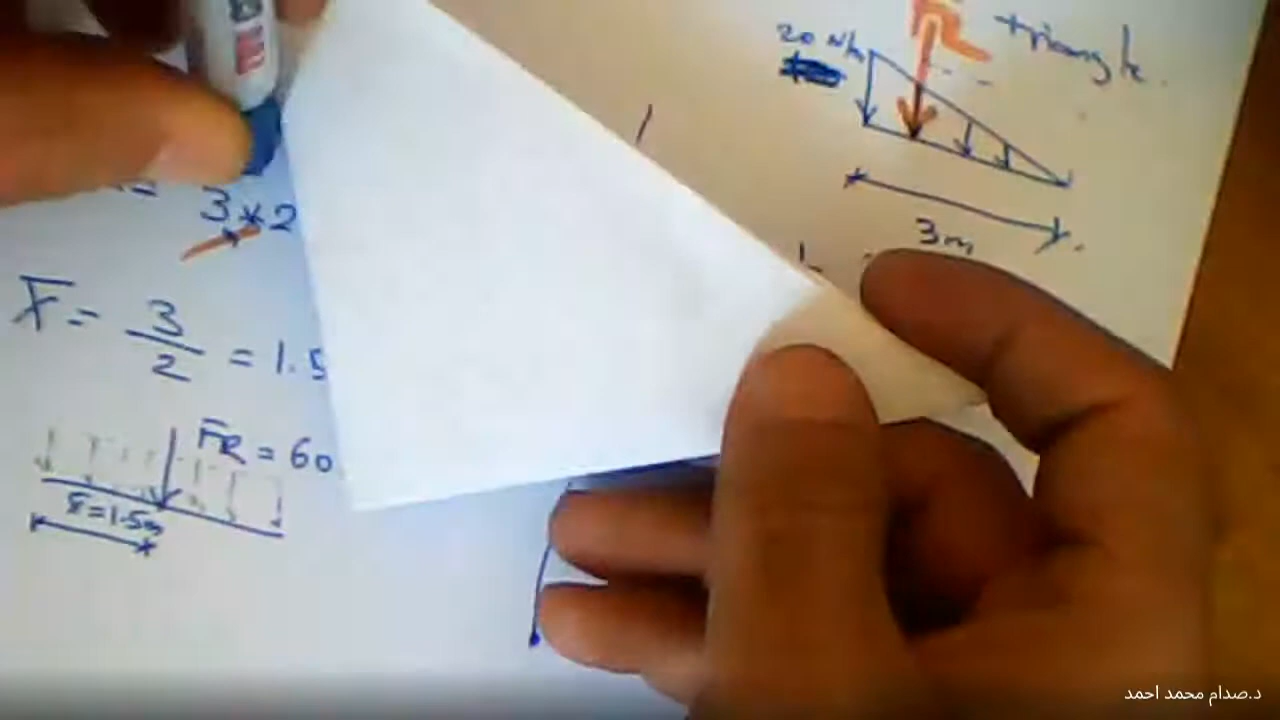 3*2
x̄ = 3/2 = 1.5
FR = 60
x̄=1.5m
20 N/m
R
triangle.
3m
د.صدام محمد احمد